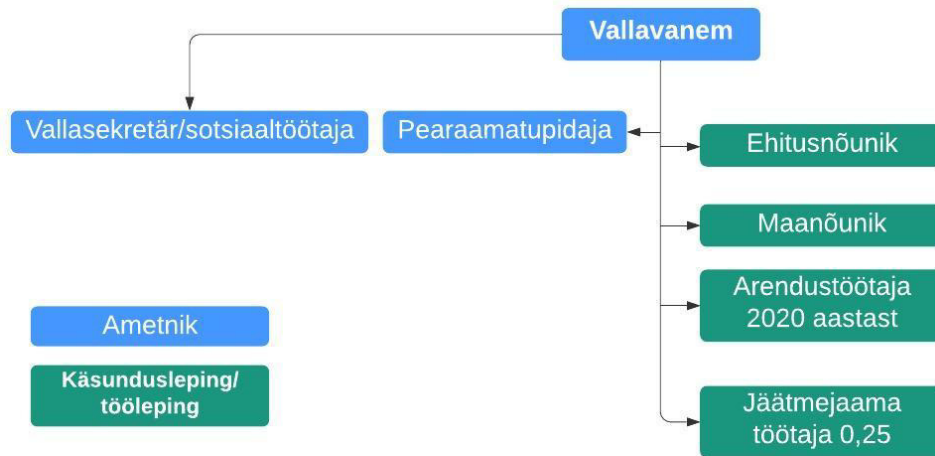 Vallavanem
Vallasekretär/sotsiaaltöötaja
Pearaamatupidaja
Ehitusnõunik
Maanõunik
Arendustöötaja
2020 aastast
Jäätmejaama
töötaja 0,25
Ametnik
Käsundusleping/
tööleping